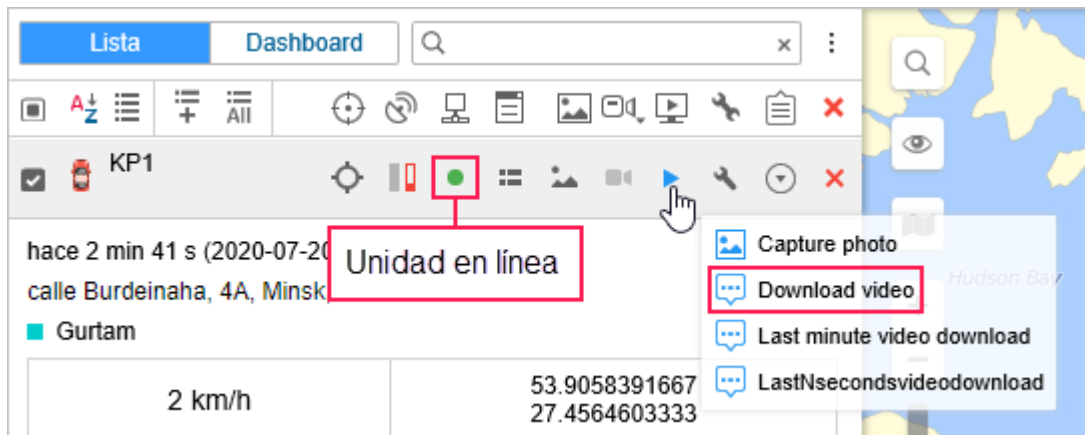 Lista
Dashboard
A
Z
All
KP1
hace 2 min 41 s (2020-07-20
Unidad en línea
calle Burdeinaha, 4A, Minsk,
Gurtam
2 km/h
53.9058391667
27.4564603333
Capture photo
Download video
Last minute video download
LastNsecondsvideodownload
Hudson Bay